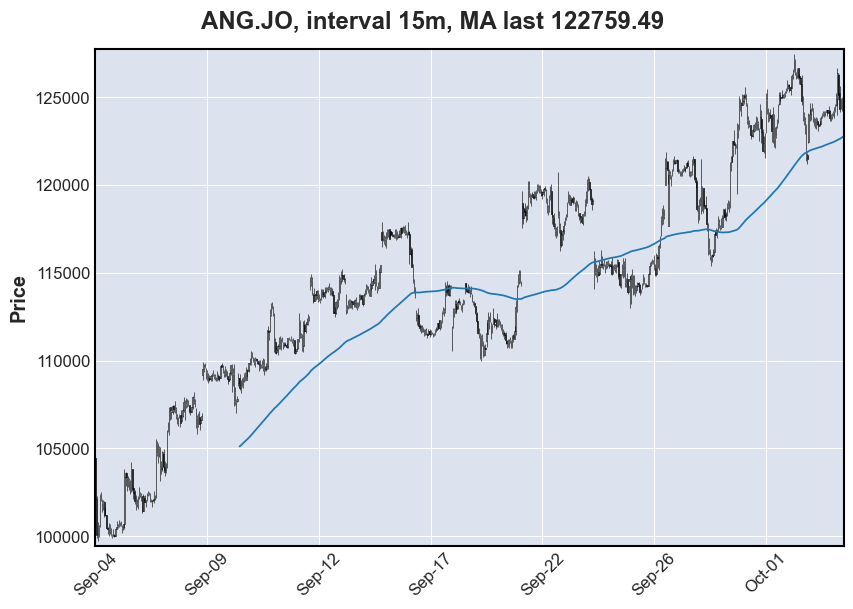 ANG.JO, interval 15m, MA last 122759.49
Price
125000
120000
115000
110000
105000
100000
Sep-04
Sep-09
Sep-12
Sep-17
Sep-22
Sep-26
Oct-01